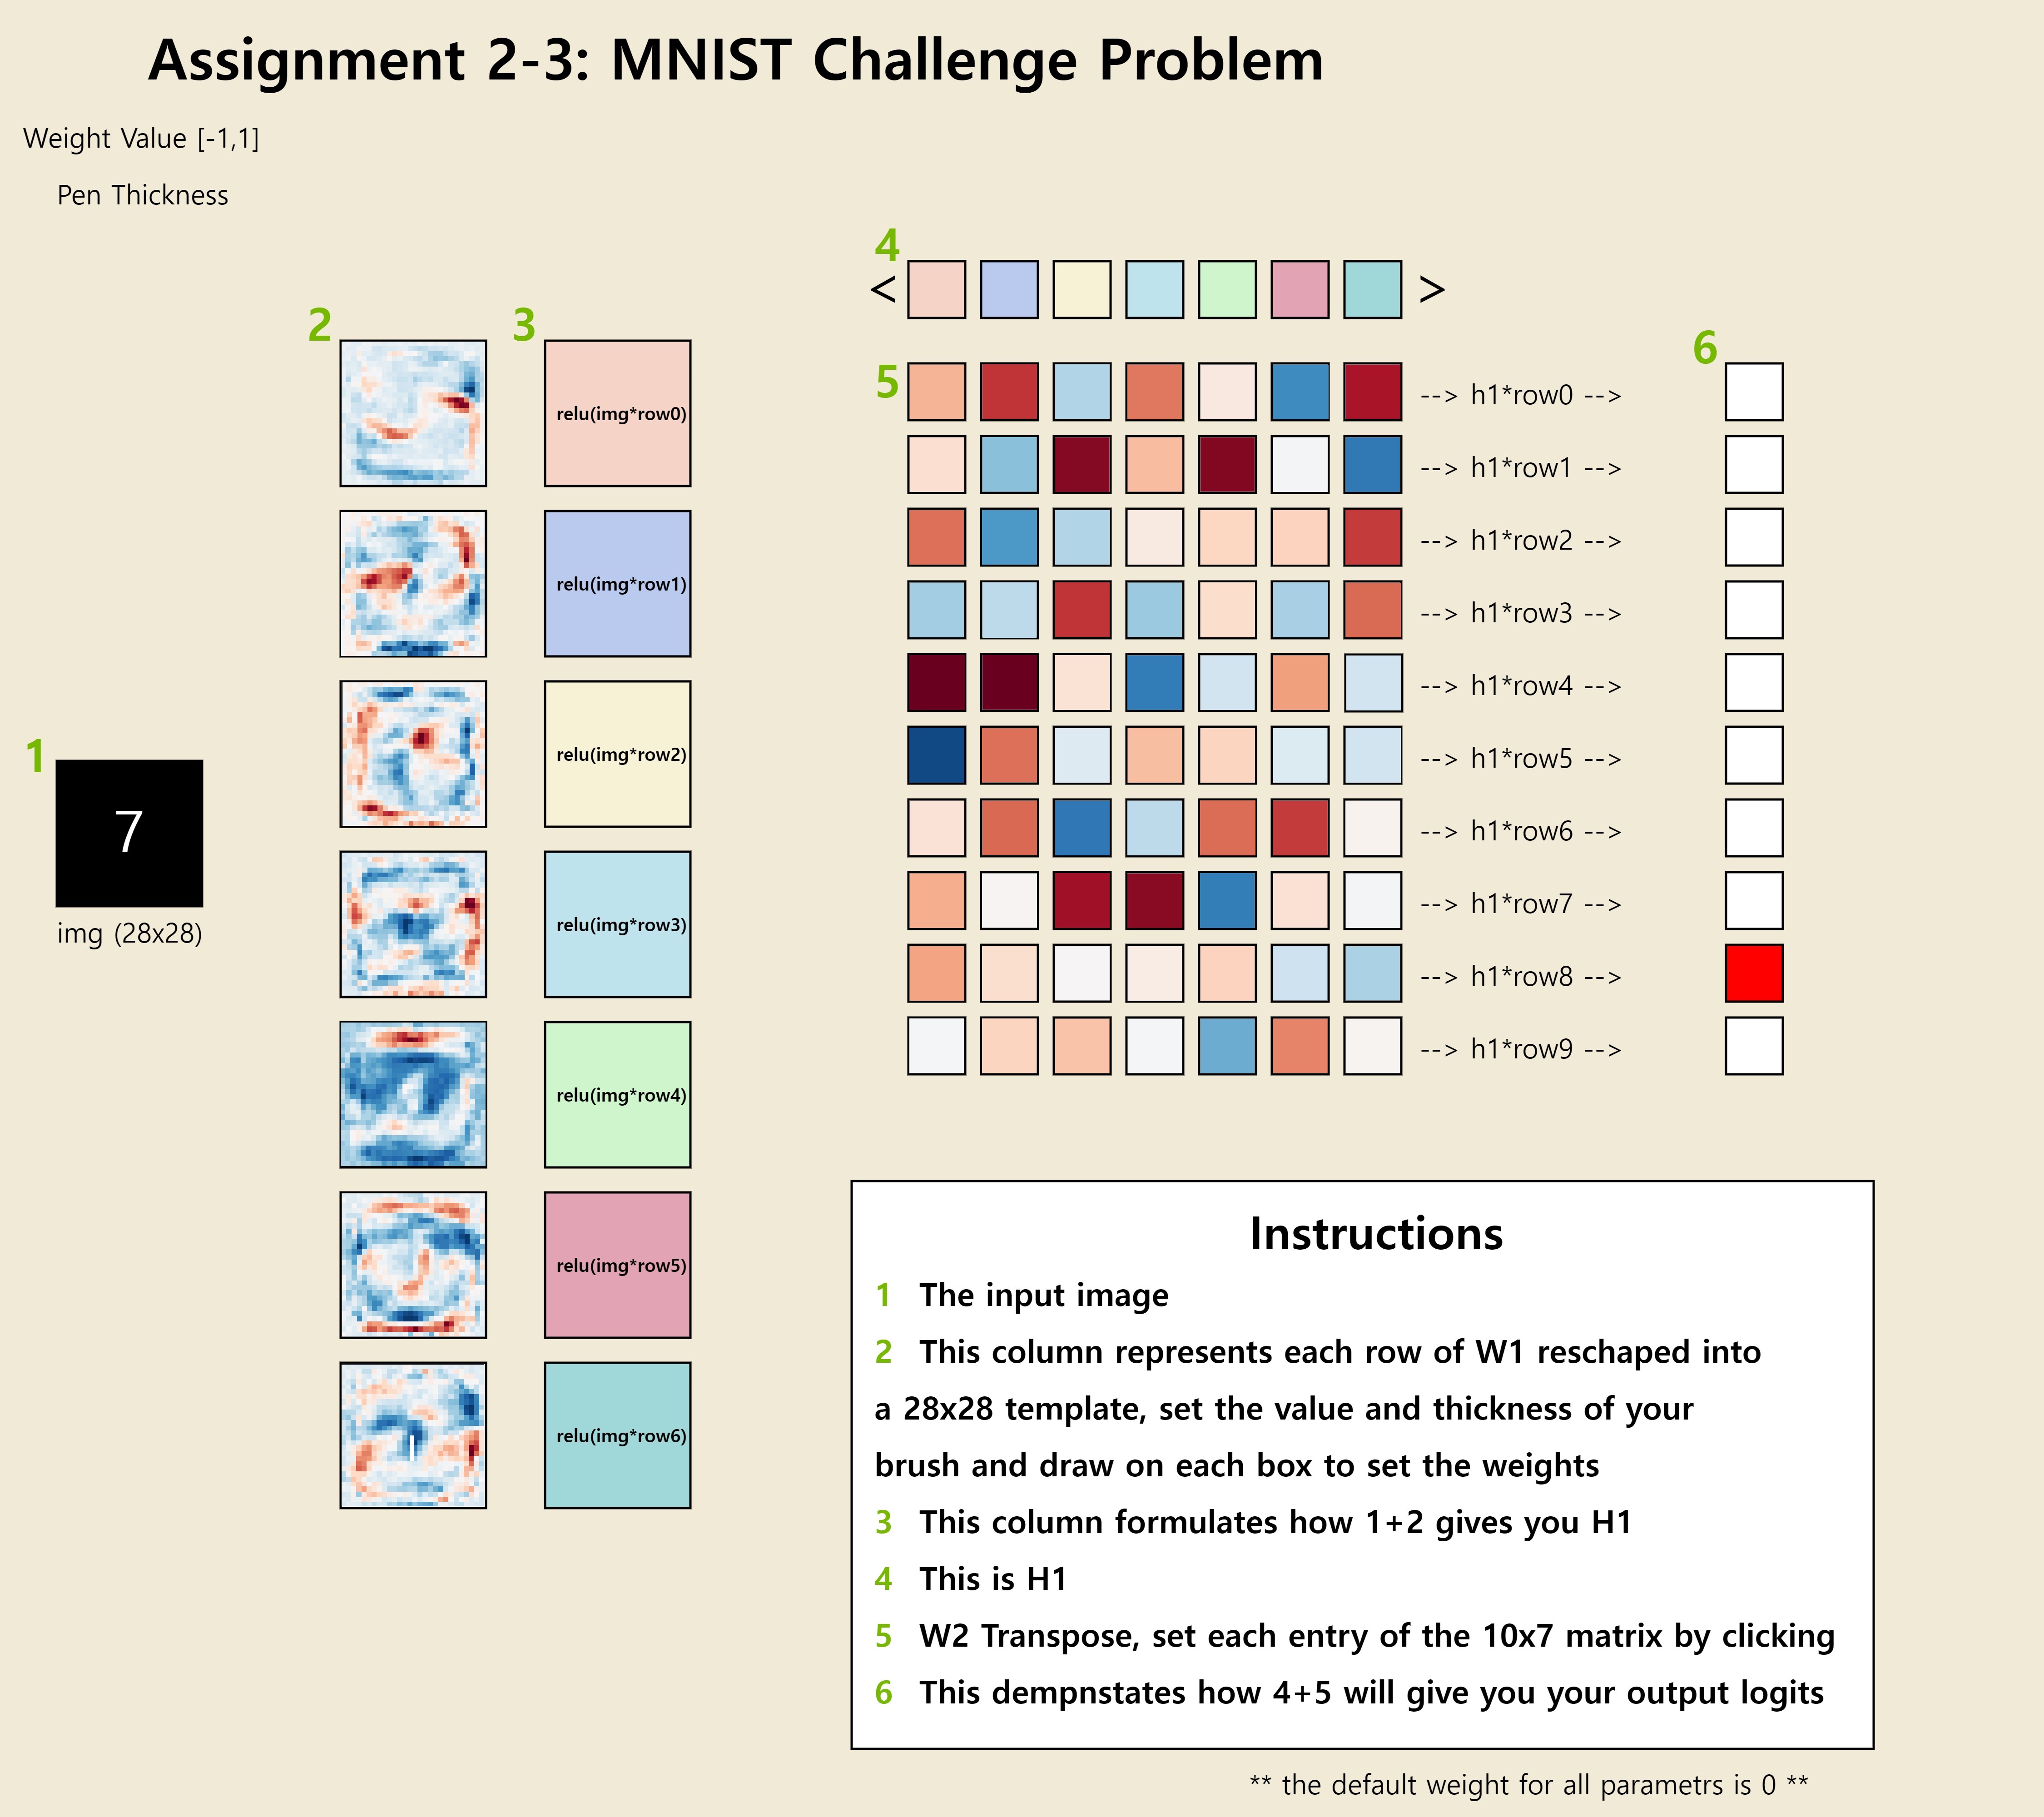 Assignment 2-3: MNIST Challenge Problem
Weight Value [-1,1]
Pen Thickness
4
< >
2
3
6
5
relu(img*row0)
--> h1*row0 -->
--> h1*row1 -->
--> h1*row2 -->
relu(img*row1)
--> h1*row3 -->
--> h1*row4 -->
1
7
img (28x28)
relu(img*row2)
--> h1*row5 -->
--> h1*row6 -->
relu(img*row3)
--> h1*row7 -->
--> h1*row8 -->
--> h1*row9 -->
relu(img*row4)
relu(img*row5)
relu(img*row6)
Instructions
1 The input image
2 This column represents each row of W1 reschaped into
a 28x28 template, set the value and thickness of your
brush and draw on each box to set the weights
3 This column formulates how 1+2 gives you H1
4 This is H1
5 W2 Transpose, set each entry of the 10x7 matrix by clicking
6 This dempnstates how 4+5 will give you your output logits
** the default weight for all parametrs is 0 **